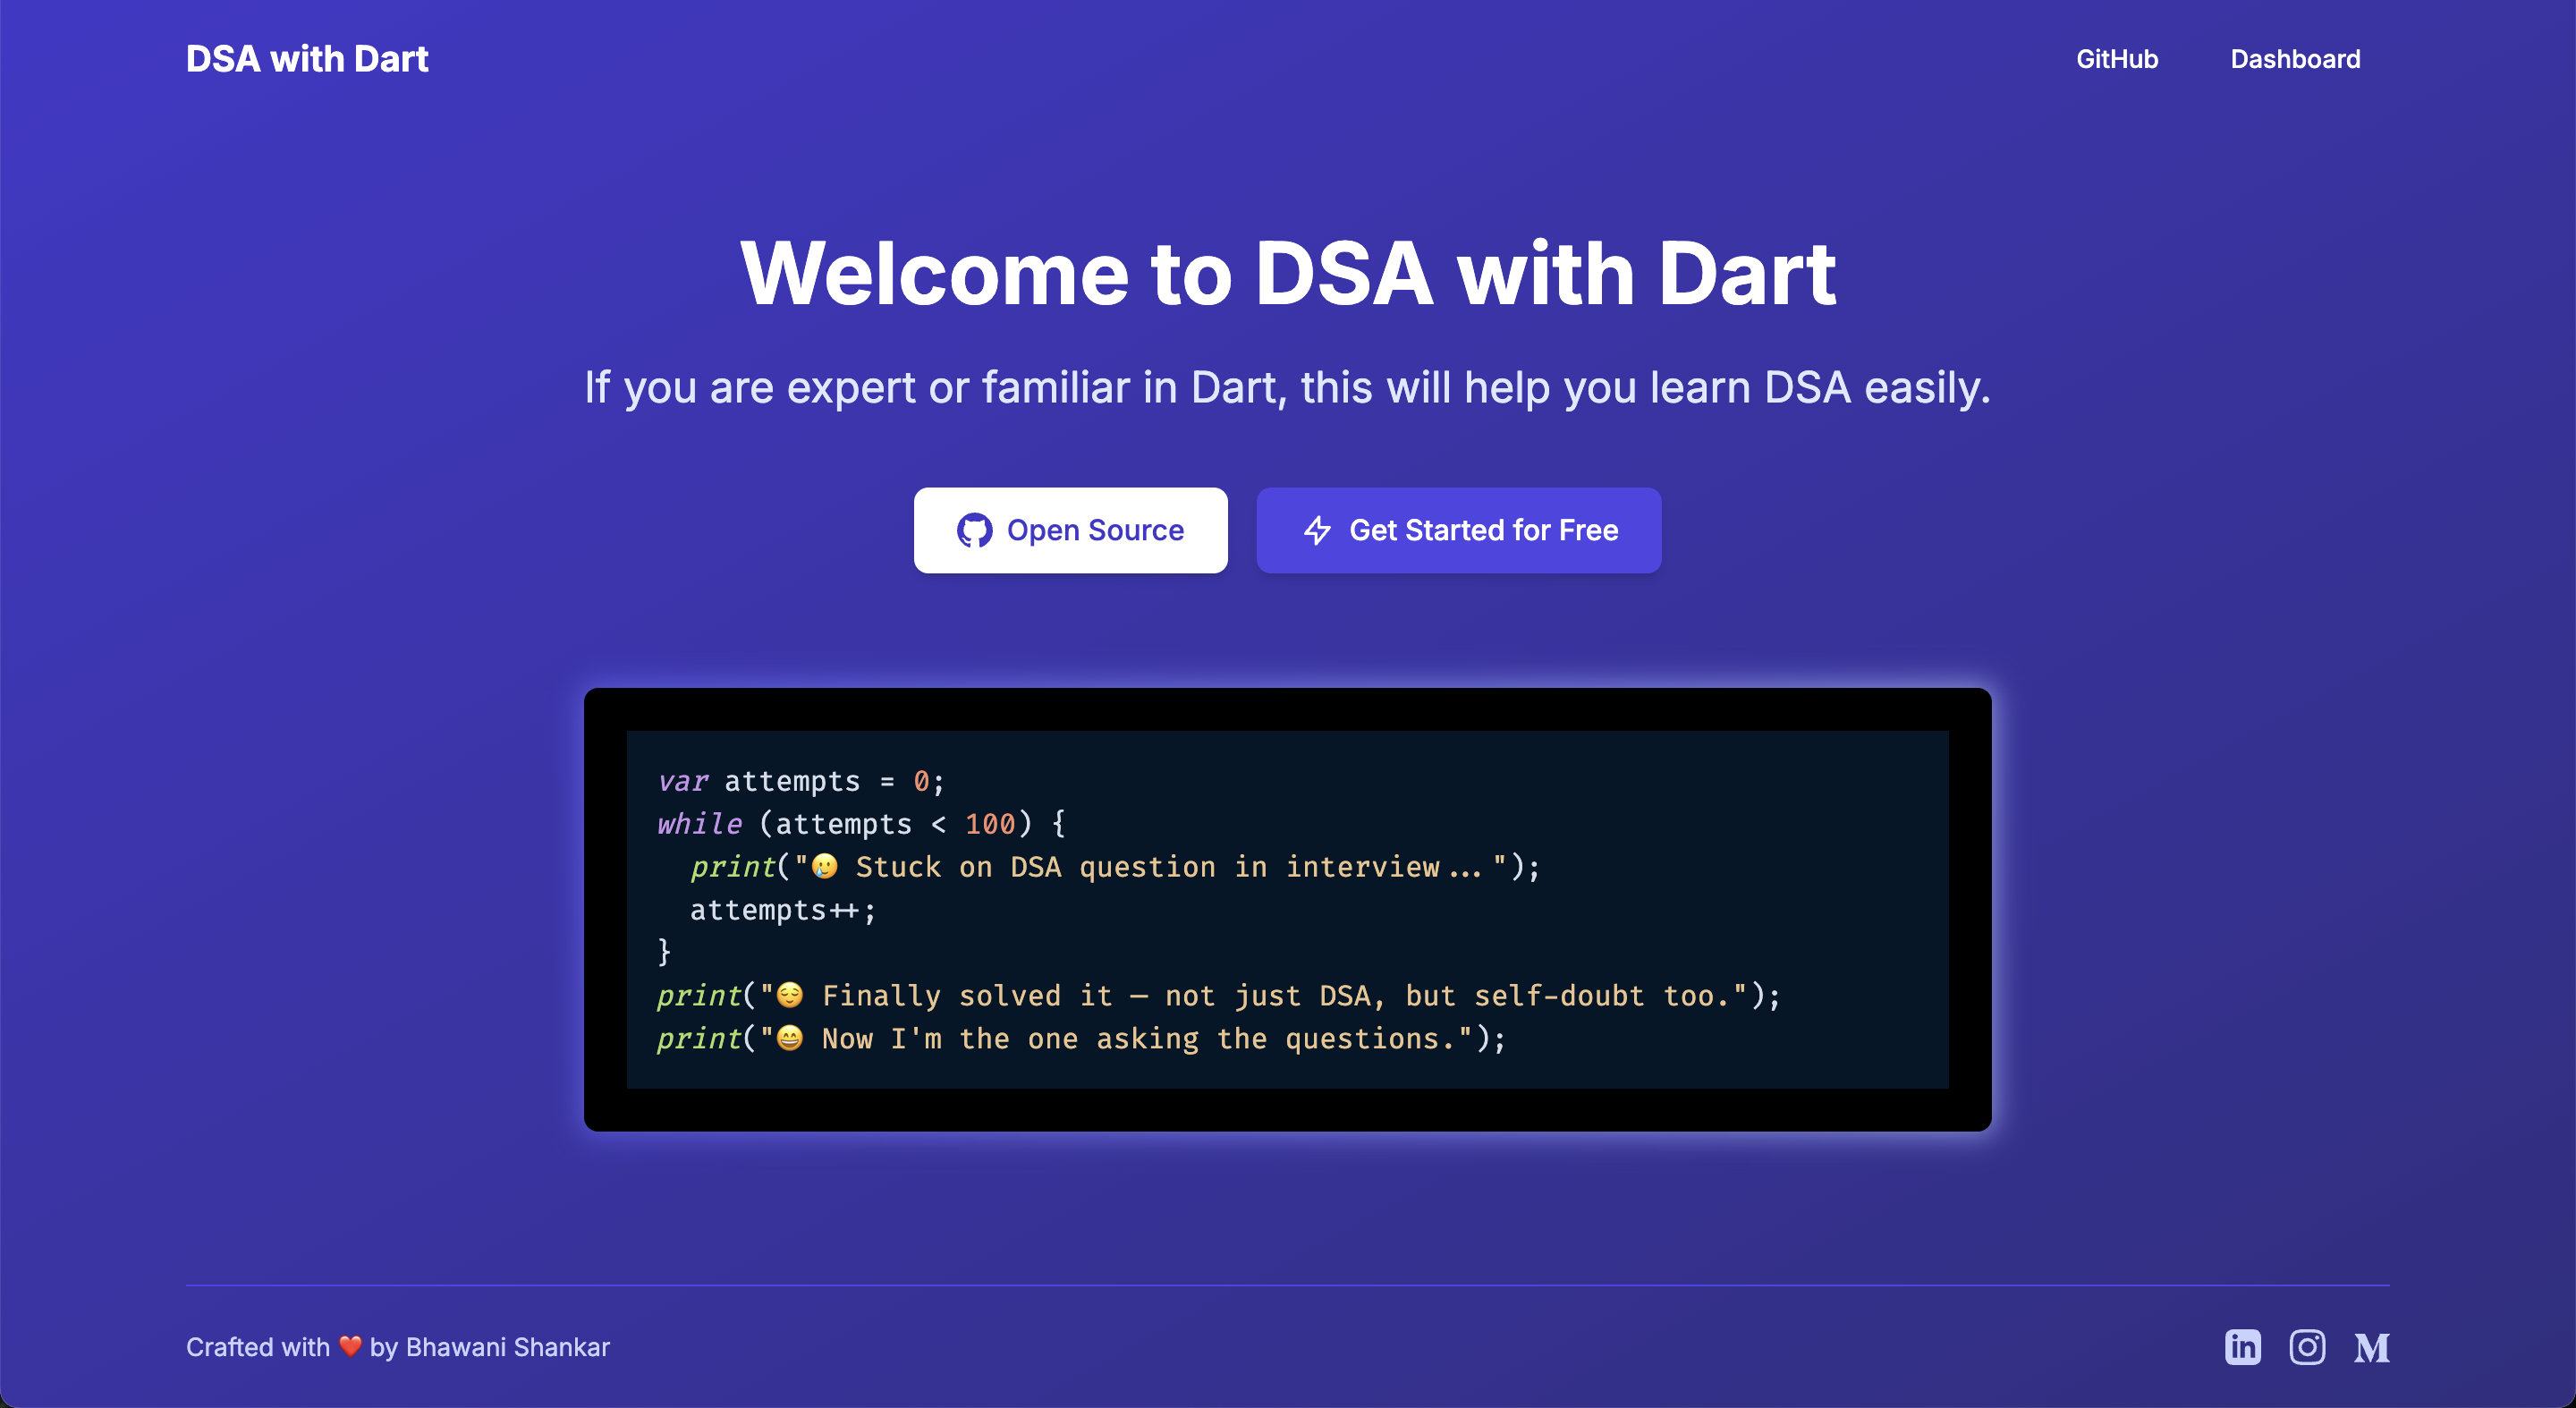 DSA with Dart
GitHub
Dashboard
Welcome to DSA with Dart
If you are expert or familiar in Dart, this will help you learn DSA easily.
Open Source
Get Started for Free
var attempts = 0;
while (attempts < 100) {
  print("🥲 Stuck on DSA question in interview...");
  attempts++;
}
print("😌 Finally solved it — not just DSA, but self-doubt too.");
print("😄 Now I'm the one asking the questions.");
Crafted with ❤️ by Bhawani Shankar
in
M